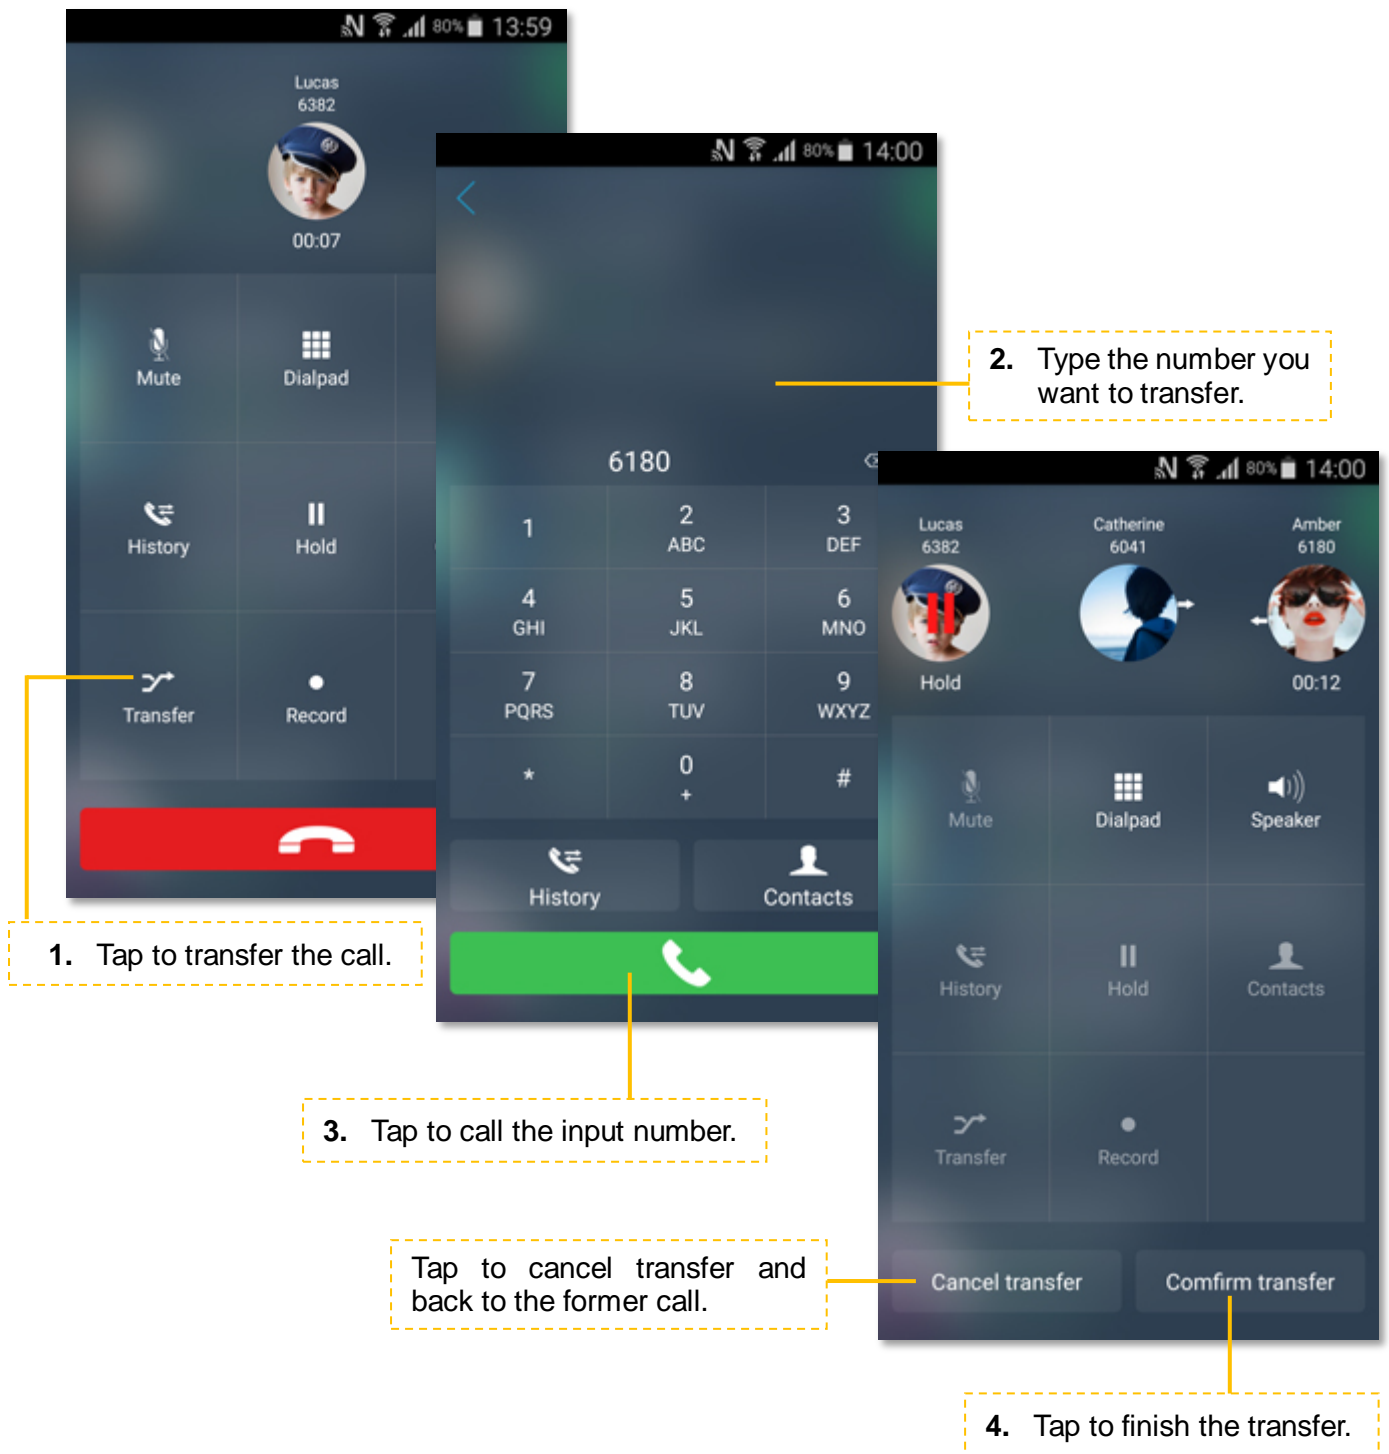 80% 13:59
Lucas
6382
00:07
Mute
Dialpad
History
Hold
Transfer
Record
1. Tap to transfer the call.
80% 14:00
6180
1
2
ABC
3
DEF
4
GHI
5
JKL
6
MNO
7
PQRS
8
TUV
9
WXYZ
*
0
+
#
History
Contacts
2. Type the number you
want to transfer.
3. Tap to call the input number.
80% 14:00
Lucas
6382
Hold
Catherine
6041
Amber
6180
00:12
Mute
Dialpad
Speaker
History
Hold
Contacts
Transfer
Record
Cancel transfer
Comfirm transfer
Tap to cancel transfer and
back to the former call.
4. Tap to finish the transfer.